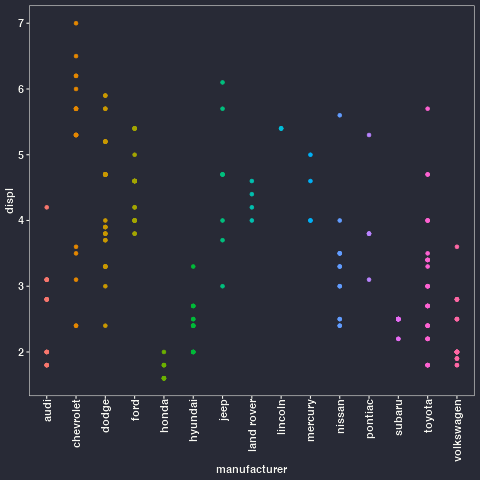 7
6
5
4
3
2
displ
audi
chevrolet
dodge
ford
honda
hyundai
jeep
land rover
lincoln
mercury
nissan
pontiac
subaru
toyota
volkswagen
manufacturer